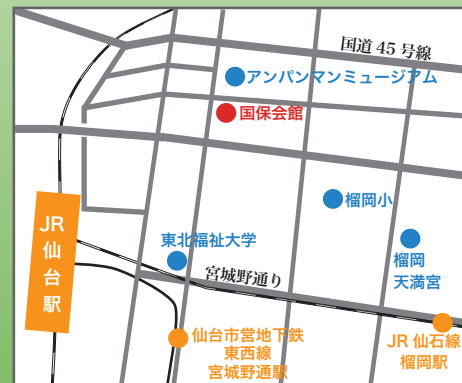 国道 45 号線
アンパンマンミュージアム
国保会館
榴岡小
JR
仙
台
駅
東北福祉大学
榴岡
天満宮
宮城野通り
仙台市営地下鉄
東西線
宮城野通駅
JR 仙石線
榴岡駅